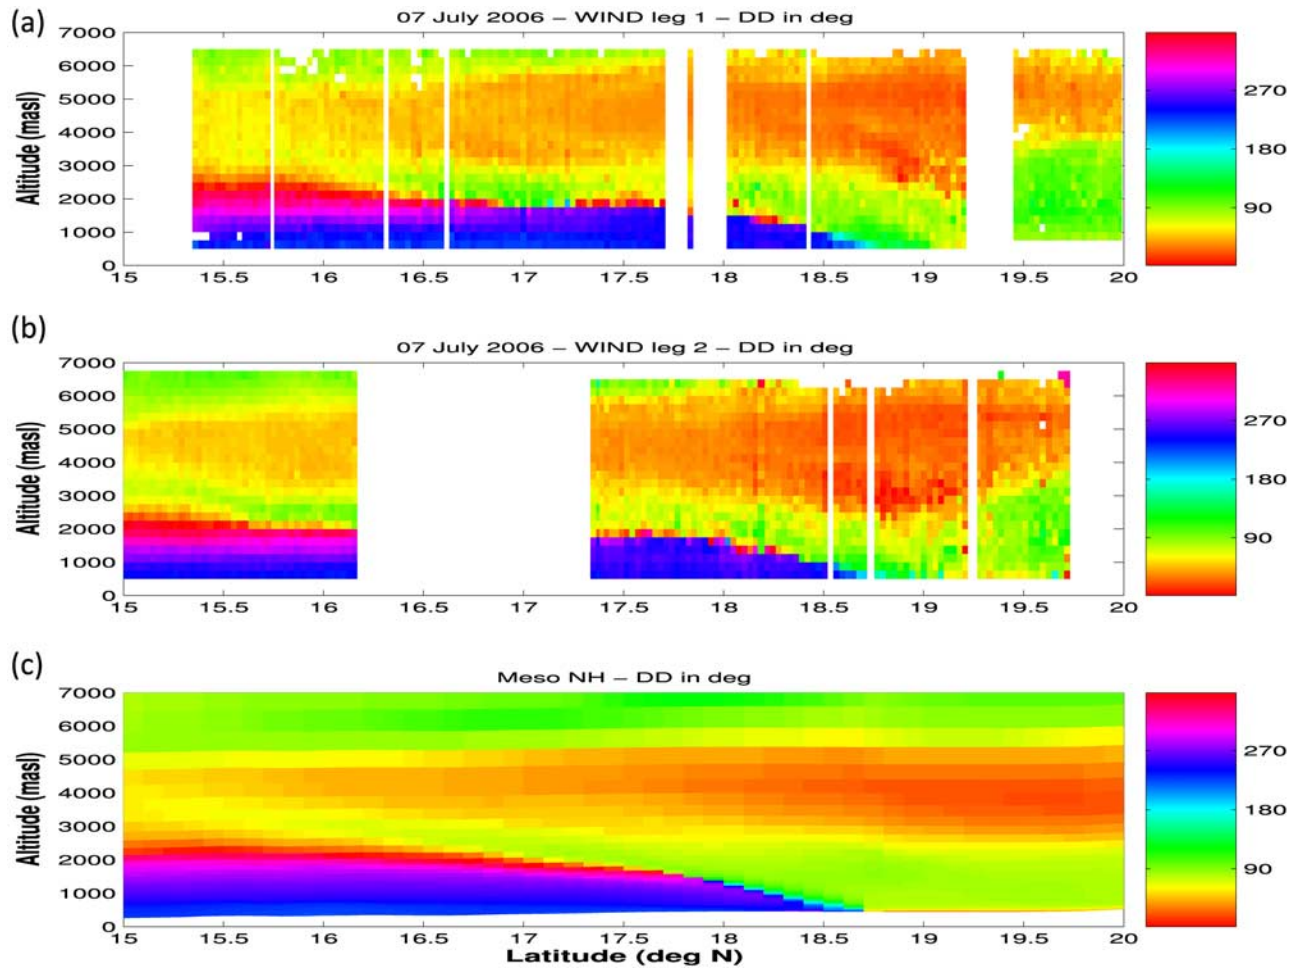 (a)
07 July 2006 – WIND leg 1 – DD in deg
Altitude (masl)
7000
6000
5000
4000
3000
2000
1000
0
15 15.5 16 16.5 17 17.5 18 18.5 19 19.5 20
270
180
90
(b)
07 July 2006 – WIND leg 2 – DD in deg
Altitude (masl)
7000
6000
5000
4000
3000
2000
1000
0
15 15.5 16 16.5 17 17.5 18 18.5 19 19.5 20
270
180
90
(c)
Meso NH – DD in deg
Altitude (masl)
7000
6000
5000
4000
3000
2000
1000
0
15 15.5 16 16.5 17 17.5 18 18.5 19 19.5 20
Latitude (deg N)
270
180
90